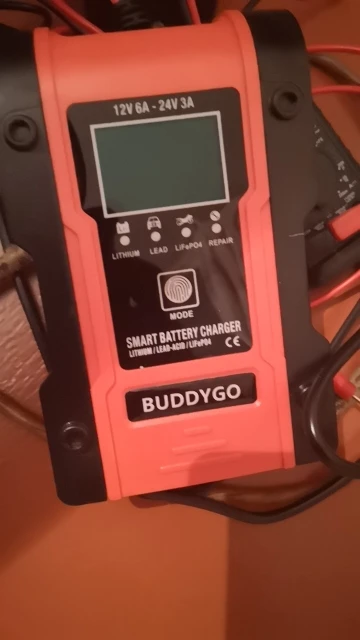 12V 6A - 24V 3A
LITHIUM LEAD LiFePO4 REPAIR
MODE
SMART BATTERY CHARGER
LITHIUM / LEAD-ACID / LiFePO4 CE
BUDDYGO